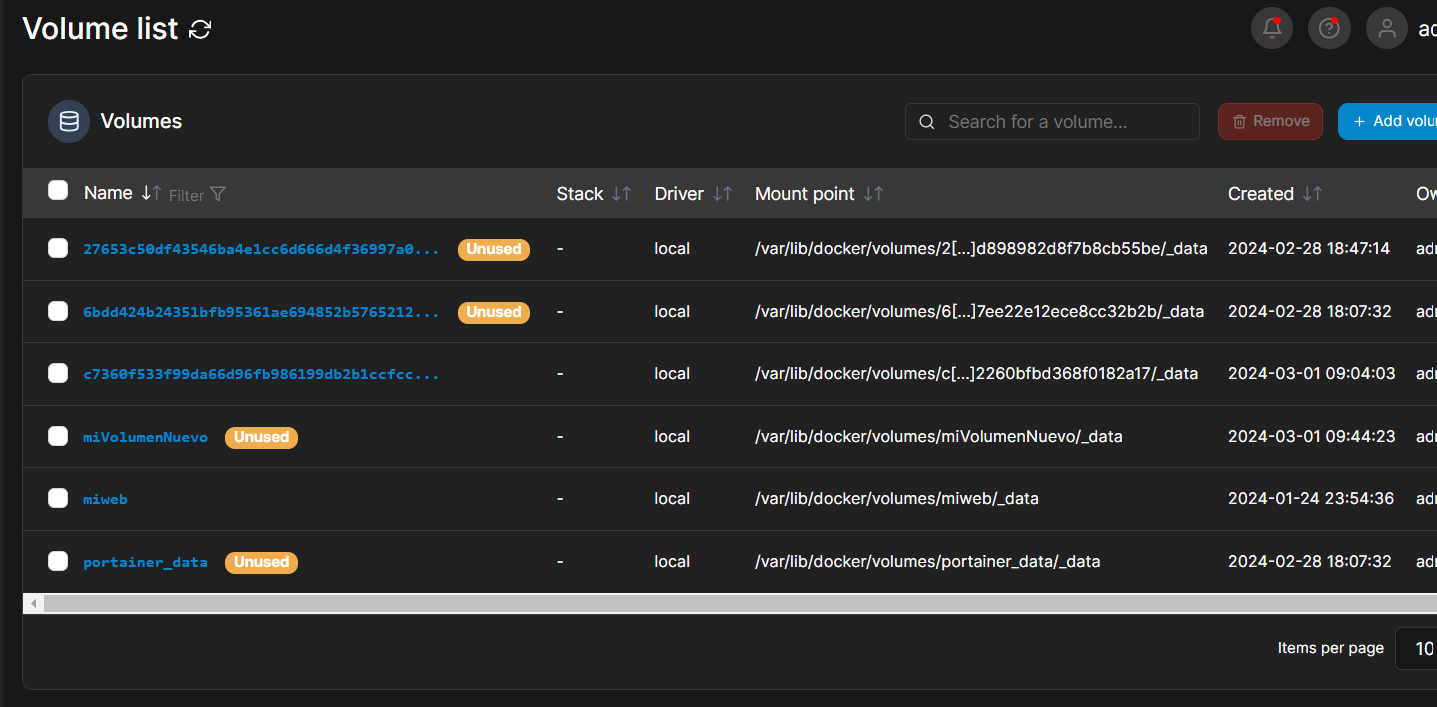 Volume list
ad
Volumes
Search for a volume...
Remove
+ Add volu
Name Filter Stack Driver Mount point Created Ow
27653c50df43546ba4e1cc6d666d4f36997a0... Unused - local /var/lib/docker/volumes/2[...]d898982d8f7b8cb55be/_data 2024-02-28 18:47:14 adr
6bdd424b24351bfb95361ae694852b5765212... Unused - local /var/lib/docker/volumes/6[...]7ee22e12ece8cc32b2b/_data 2024-02-28 18:07:32 adr
c7360f533f99da66d96fb986199db2b1ccfcc... - local /var/lib/docker/volumes/c[...]2260bfbd368f0182a17/_data 2024-03-01 09:04:03 adr
miVolumenNuevo Unused - local /var/lib/docker/volumes/miVolumenNuevo/_data 2024-03-01 09:44:23 adr
miweb - local /var/lib/docker/volumes/miweb/_data 2024-01-24 23:54:36 adr
portainer_data Unused - local /var/lib/docker/volumes/portainer_data/_data 2024-02-28 18:07:32 adr
Items per page 10